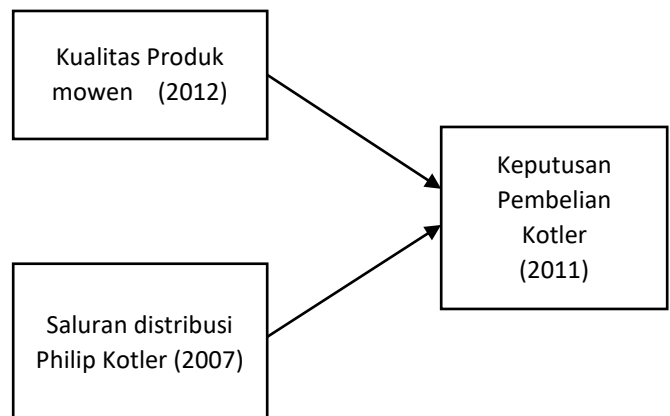 Kualitas Produk
mowen (2012)
Keputusan
Pembelian
Kotler
(2011)
Saluran distribusi
Philip Kotler (2007)